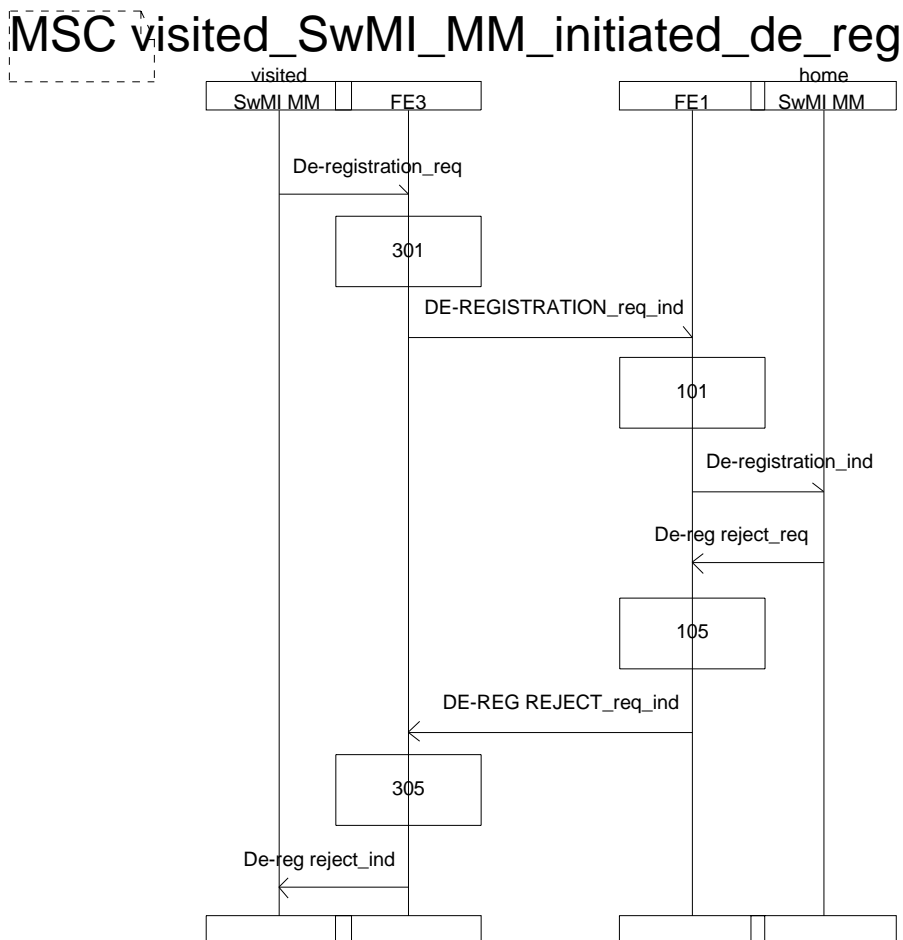 MSC visited_SwMI_MM_initiated_de_reg
visited
SwMI MM
FE3
FE1
home
SwMI MM
De-registration_req
301
DE-REGISTRATION_req_ind
101
De-registration_ind
De-reg reject_req
105
DE-REG REJECT_req_ind
305
De-reg reject_ind